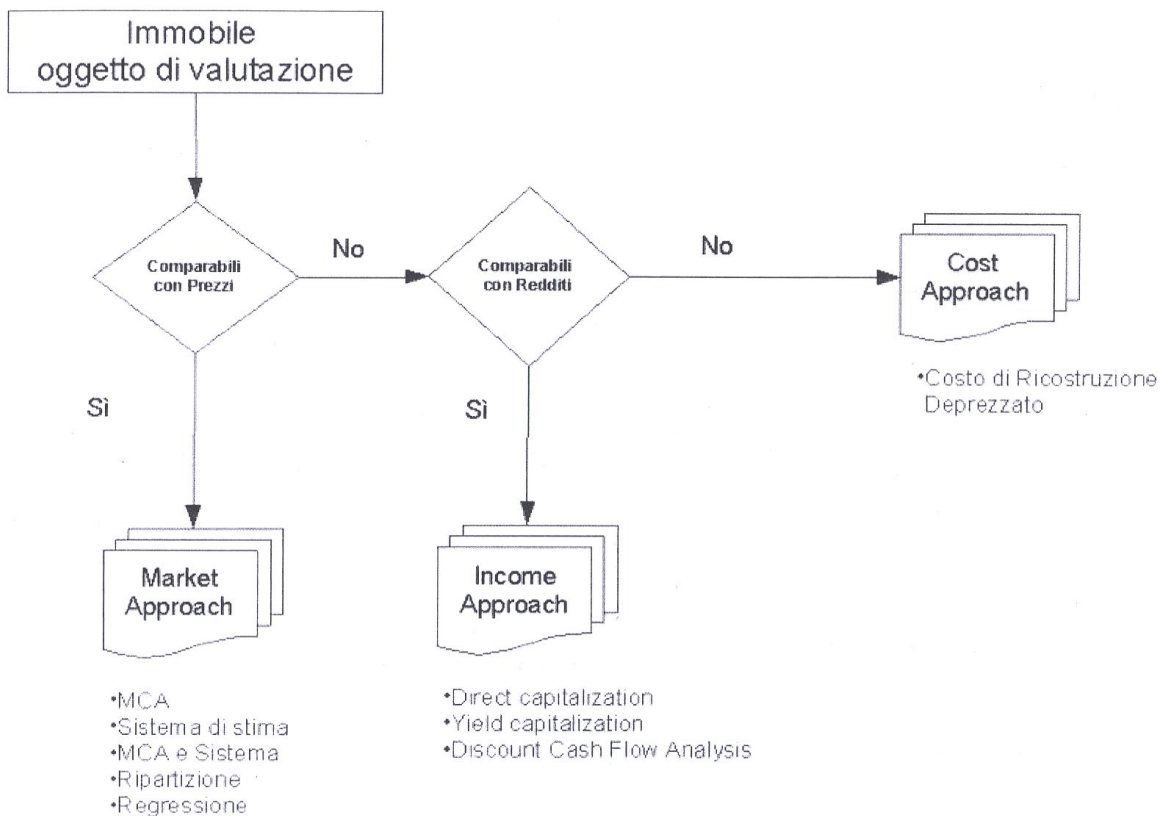 Immobile
oggetto di valutazione
Comparabili
con Prezzi
No
Comparabili
con Redditi
No
Cost
Approach
•Costo di Ricostruzione
Deprezzato
Sì
Sì
Market
Approach
Income
Approach
•MCA
•Sistema di stima
•MCA e Sistema
•Ripartizione
•Regressione
•Direct capitalization
•Yield capitalization
•Discount Cash Flow Analysis